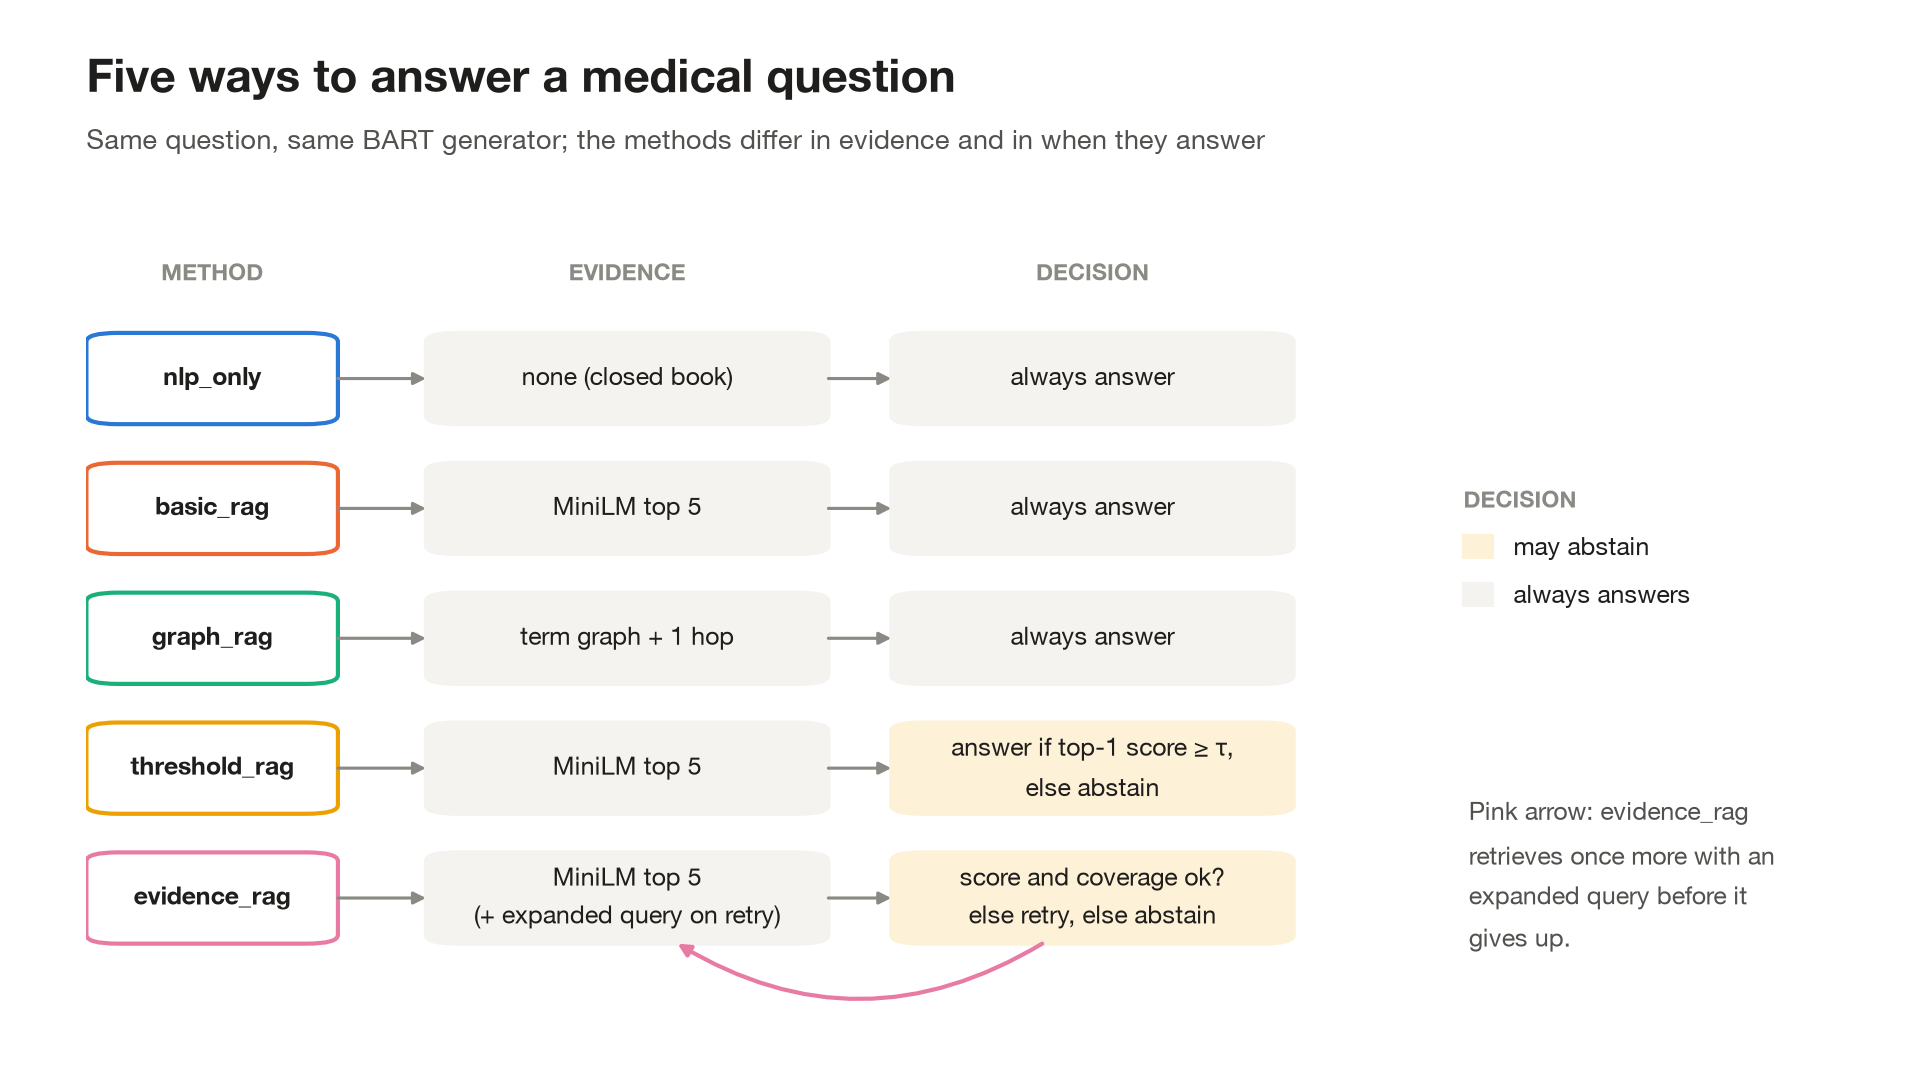 Five ways to answer a medical question
Same question, same BART generator; the methods differ in evidence and in when they answer
METHOD
EVIDENCE
DECISION
nlp_only
none (closed book)
always answer
basic_rag
MiniLM top 5
always answer
graph_rag
term graph + 1 hop
always answer
threshold_rag
MiniLM top 5
answer if top-1 score ≥ τ,
else abstain
evidence_rag
MiniLM top 5
(+ expanded query on retry)
score and coverage ok?
else retry, else abstain
DECISION
may abstain
always answers
Pink arrow: evidence_rag
retrieves once more with an
expanded query before it
gives up.